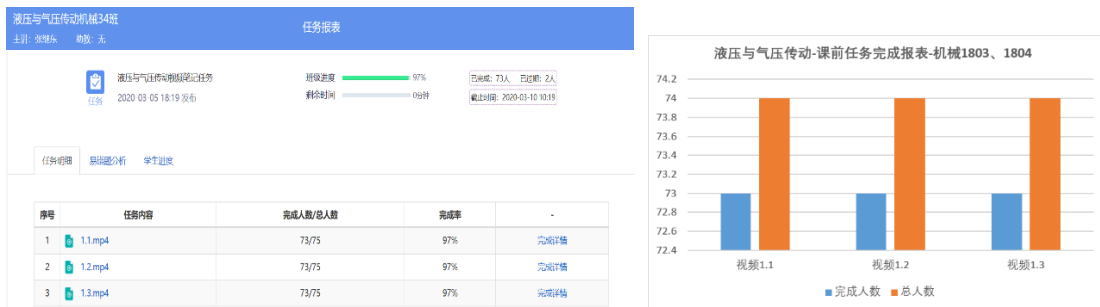 液压与气压传动机械34班
任务报表
主讲：张继东 助教：无
液压与气压传动视频笔记任务
任务
2020-03-05 18:19 发布
班级进度 97%
剩余时间 0分钟
已完成：73人 已过期：2人
截止时间：2020-03-10 10:19
任务明细 易错题分析 学生进度
序号 任务内容 完成人数/总人数 完成率 -
1 1.1.mp4 73/75 97% 完成详情
2 1.2.mp4 73/75 97% 完成详情
3 1.3.mp4 73/75 97% 完成详情
液压与气压传动-课前任务完成报表-机械1803、1804
74.2
74
73.8
73.6
73.4
73.2
73
72.8
72.6
72.4
视频1.1 视频1.2 视频1.3
完成人数 总人数